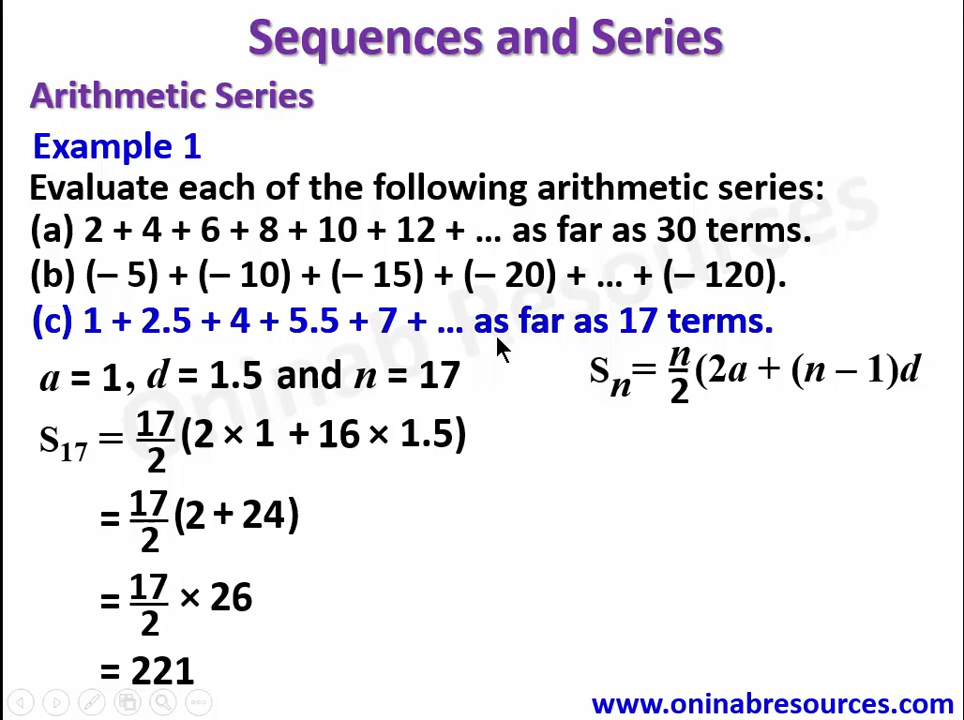 Sequences and Series
Arithmetic Series
Example 1
Evaluate each of the following arithmetic series:
(a) 2 + 4 + 6 + 8 + 10 + 12 + … as far as 30 terms.
(b) (– 5) + (– 10) + (– 15) + (– 20) + … + (– 120).
(c) 1 + 2.5 + 4 + 5.5 + 7 + … as far as 17 terms.
a = 1, d = 1.5 and n = 17
Sn = n/2 (2a + (n – 1)d
S17 = 17/2 (2 × 1 + 16 × 1.5)
= 17/2 (2 + 24)
= 17/2 × 26
= 221
Oninab Resources
www.oninabresources.com